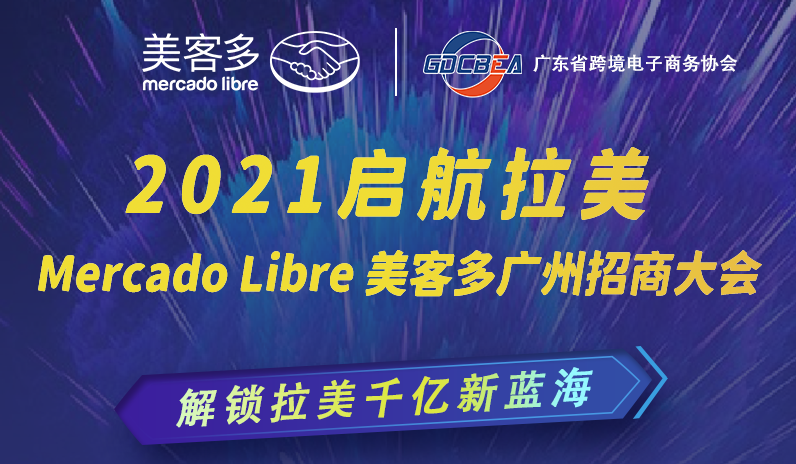 美客多
mercado libre
GDCBEA 广东省跨境电子商务协会
2021启航拉美
Mercado Libre 美客多广州招商大会
解锁拉美千亿新蓝海